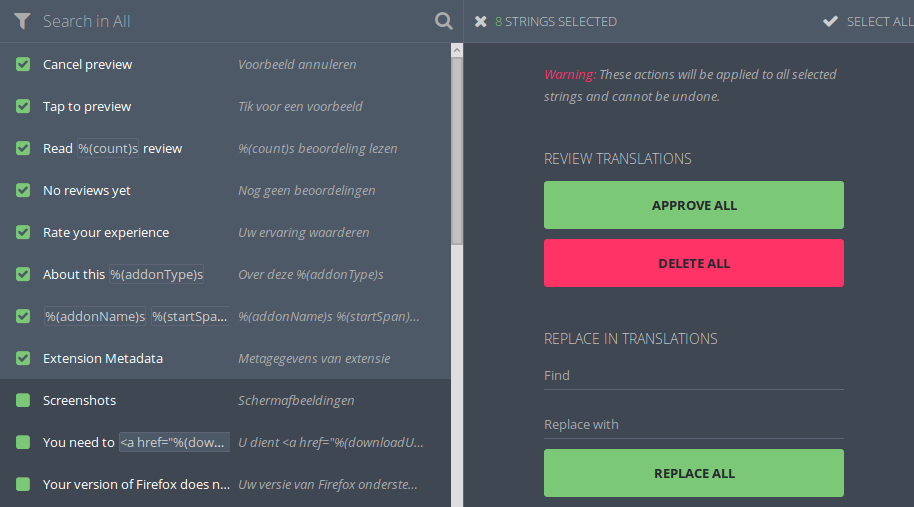 Search in All
Cancel preview Voorbeeld annuleren
Tap to preview Tik voor een voorbeeld
Read %(count)s review %(count)s beoordeling lezen
No reviews yet Nog geen beoordelingen
Rate your experience Uw ervaring waarderen
About this %(addonType)s Over deze %(addonType)s
%(addonName)s %(startSpa... %(addonName)s %(startSpan)...
Extension Metadata Metagegevens van extensie
Screenshots Schermafbeeldingen
You need to <a href="%(dow... U dient <a href="%(downloadU...
Your version of Firefox does n... Uw versie van Firefox onderste...
8 STRINGS SELECTED
SELECT ALL
Warning: These actions will be applied to all selected
strings and cannot be undone.
REVIEW TRANSLATIONS
APPROVE ALL
DELETE ALL
REPLACE IN TRANSLATIONS
Find
Replace with
REPLACE ALL